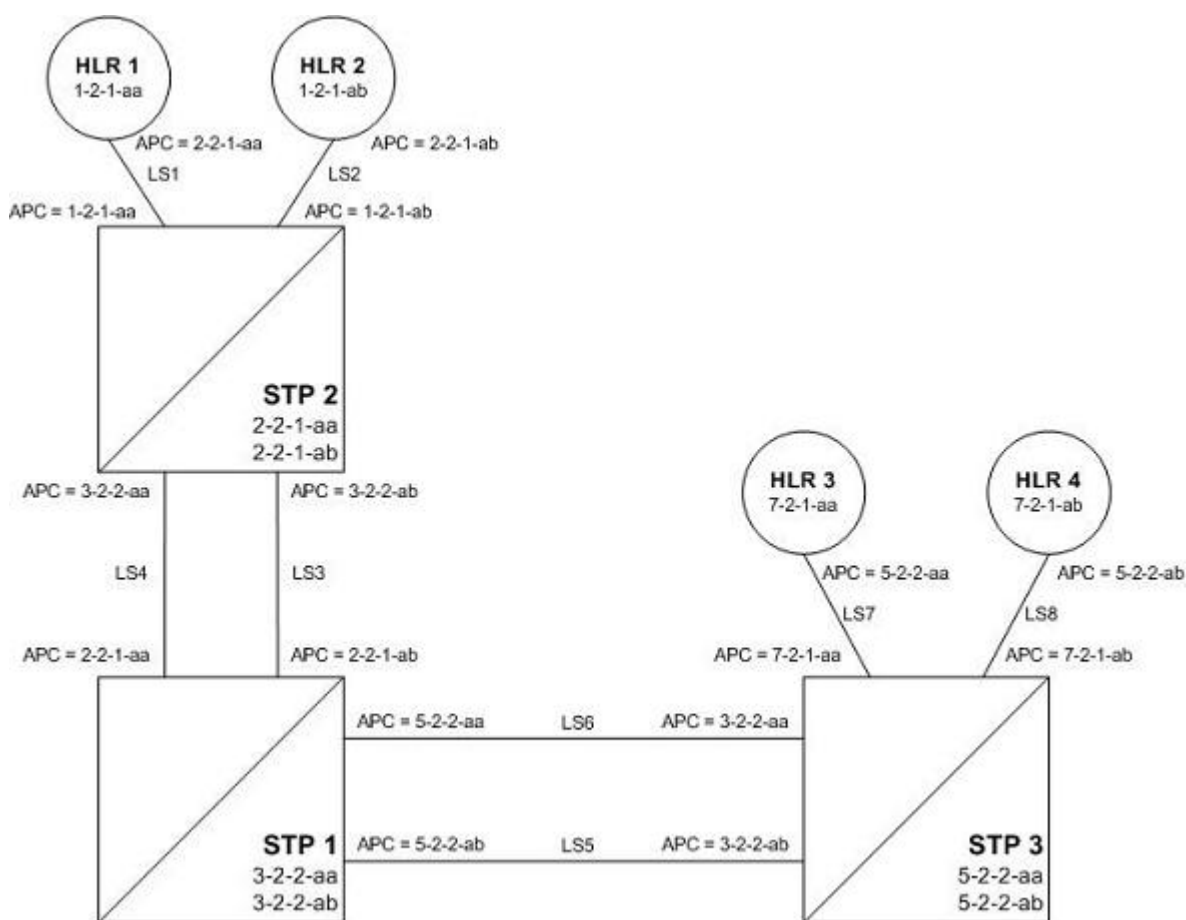 HLR 1
1-2-1-aa
HLR 2
1-2-1-ab
APC = 2-2-1-aa
APC = 2-2-1-ab
LS1
LS2
APC = 1-2-1-aa
APC = 1-2-1-ab
STP 2
2-2-1-aa
2-2-1-ab
APC = 3-2-2-aa
APC = 3-2-2-ab
HLR 3
7-2-1-aa
HLR 4
7-2-1-ab
LS4
LS3
APC = 5-2-2-aa
APC = 5-2-2-ab
LS7
LS8
APC = 2-2-1-aa
APC = 2-2-1-ab
APC = 7-2-1-aa
APC = 7-2-1-ab
APC = 5-2-2-aa
LS6
APC = 3-2-2-aa
STP 1
3-2-2-aa
3-2-2-ab
APC = 5-2-2-ab
LS5
APC = 3-2-2-ab
STP 3
5-2-2-aa
5-2-2-ab